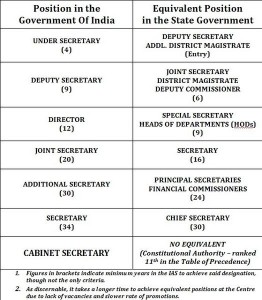 Position in the
Government Of India
Equivalent Position
in the State Government
UNDER SECRETARY
(4)
DEPUTY SECRETARY
ADDL. DISTRICT MAGISTRATE
(Entry)
DEPUTY SECRETARY
(9)
JOINT SECRETARY
DISTRICT MAGISTRATE
DEPUTY COMMISSIONER
(6)
DIRECTOR
(12)
SPECIAL SECRETARY
HEADS OF DEPARTMENTS (HODs)
(9)
JOINT SECRETARY
(20)
SECRETARY
(16)
ADDITIONAL SECRETARY
(30)
PRINCIPAL SECRETARIES
FINANCIAL COMMISSIONERS
(24)
SECRETARY
(34)
CHIEF SECRETARY
(30)
CABINET SECRETARY
NO EQUIVALENT
(Constitutional Authority – ranked
11th in the Table of Precedence)
1. Figures in brackets indicate minimum years in the IAS to achieve said designation,
though not the only criteria.
2. As discernable, it takes a longer time to achieve equivalent positions at the Centre
due to lack of vacancies and slower rate of promotions.